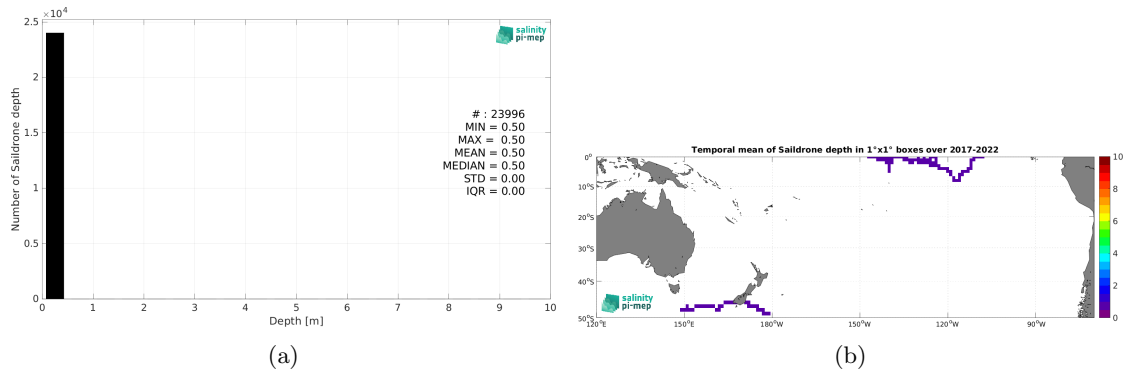 2.5 ×10⁴
salinity
pi-mep
2
# : 23996
MIN = 0.50
1.5
MAX = 0.50
MEAN = 0.50
MEDIAN = 0.50
1
STD = 0.00
IQR = 0.00
0.5
0
0 1 2 3 4 5 6 7 8 9 10
Number of Saildrone depth
Depth [m]
(a)
Temporal mean of Saildrone depth in 1°x1° boxes over 2017-2022
0°
10°S
20°S
30°S
40°S
50°S
120°E 150°E 180°W 150°W 120°W 90°W
salinity
pi-mep
10
8
6
4
2
0
(b)